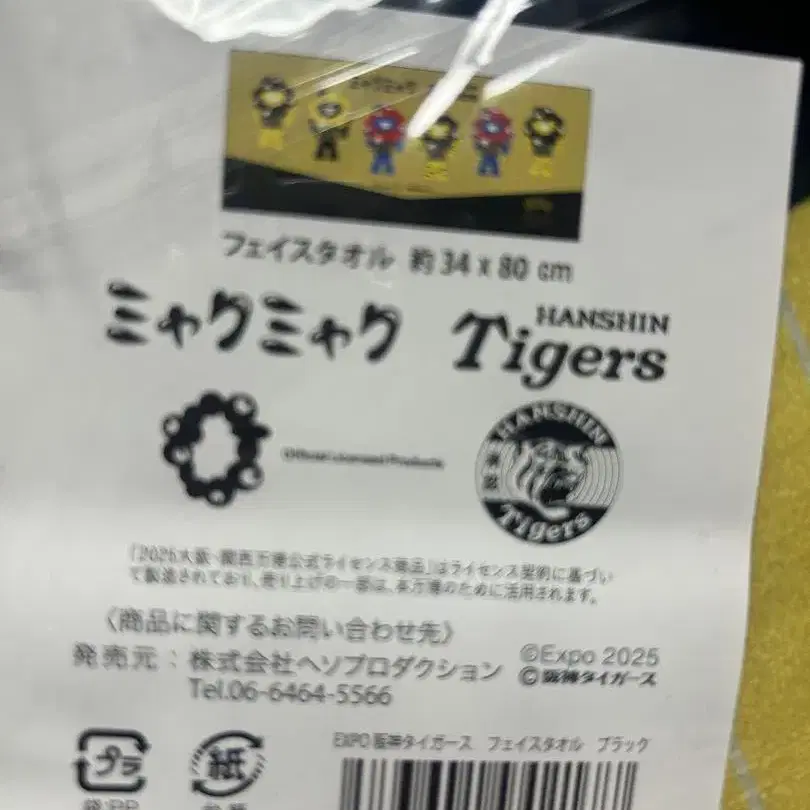 フェイスタオル 約34 x 80 cm
ミャクミャク
HANSHIN
Tigers
Official Licensed Products
HANSHIN
Tigers
「2025大阪・関西万博公式ライセンス商品」はライセンス契約に基づい
て製造されており、売り上げの一部は、本万博のために活用されます。
〈商品に関するお問い合わせ先〉
発売元：株式会社ヘソプロダクション
Tel.06-6464-5566
©Expo 2025
©阪神タイガース
プラ
紙
EXPO阪神タイガース フェイスタオル ブラック